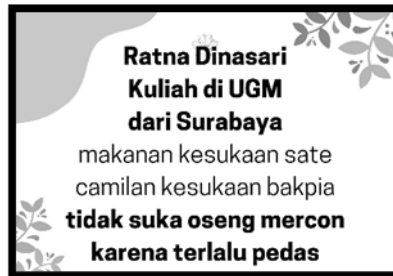 Ratna Dinasari
Kuliah di UGM
dari Surabaya
makanan kesukaan sate
camilan kesukaan bakpia
tidak suka oseng mercon
karena terlalu pedas